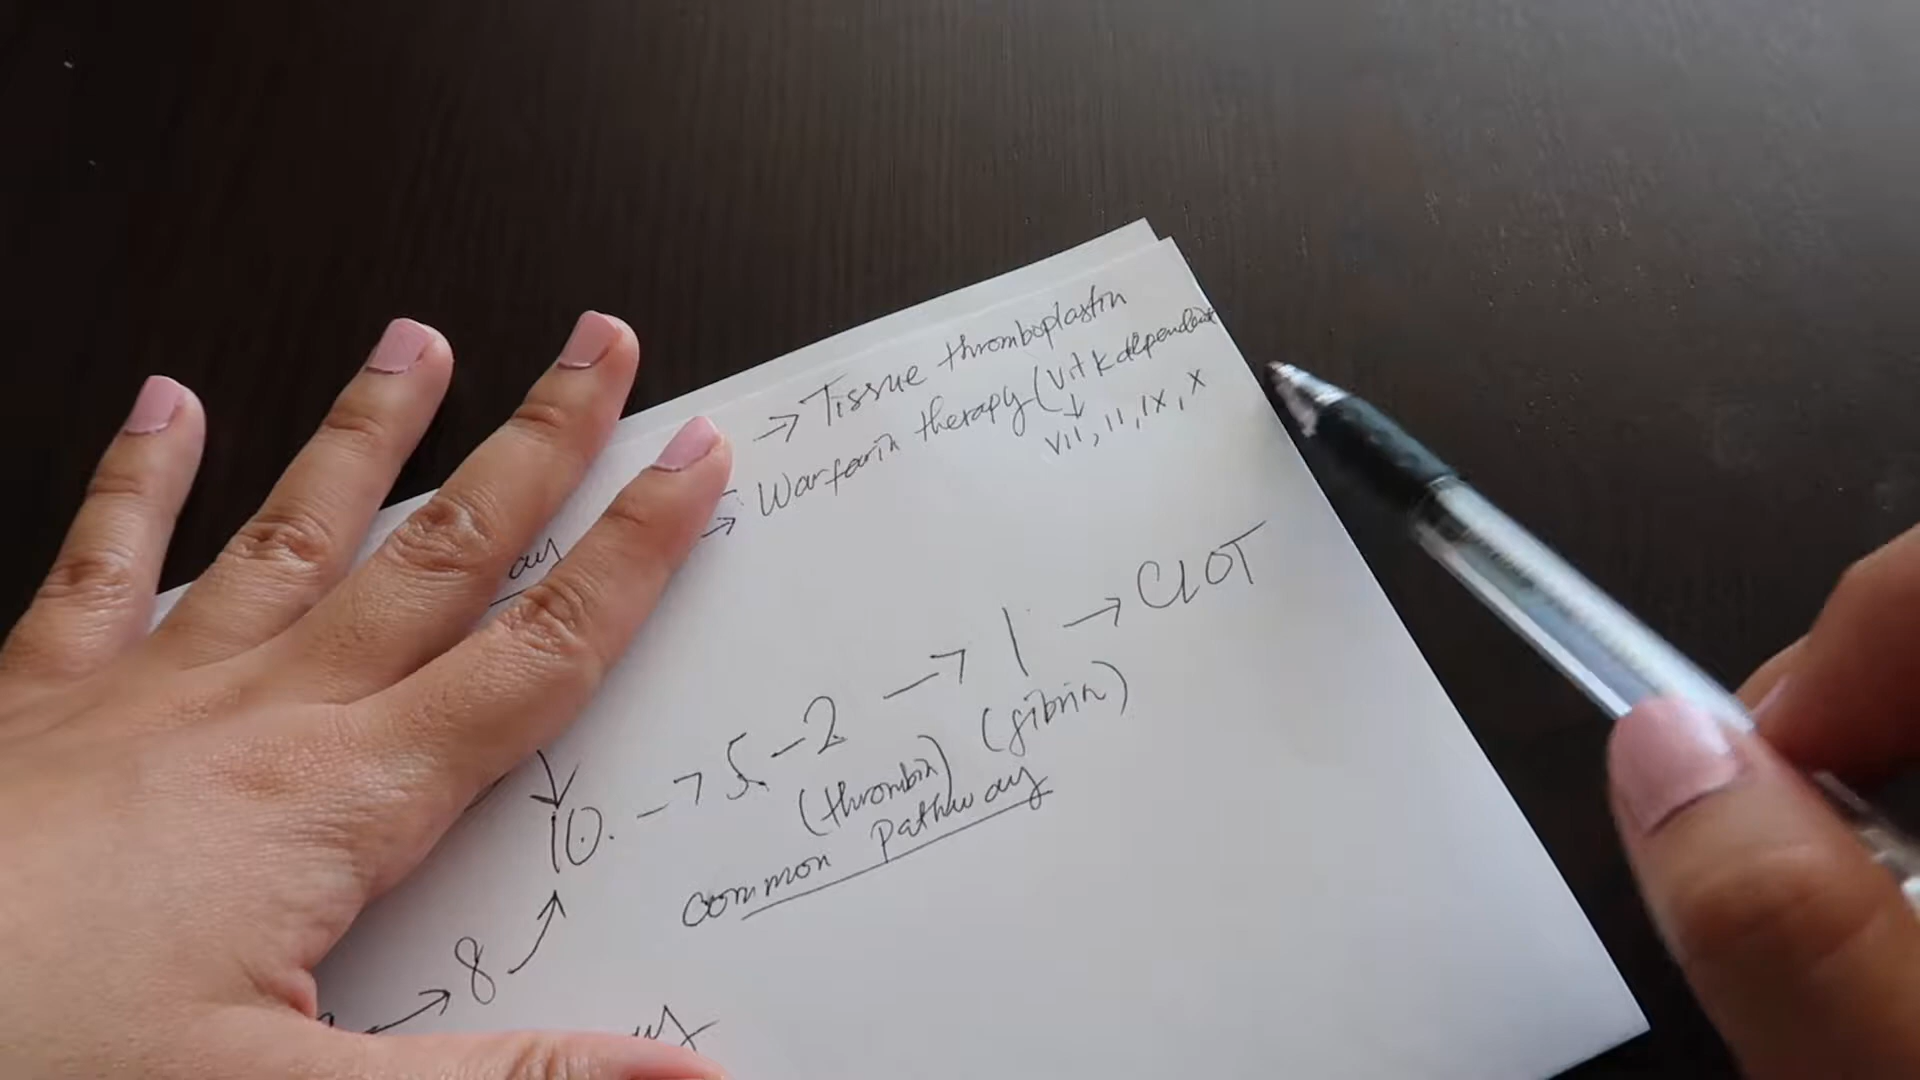 → Tissue thromboplastin
→ Warfarin therapy (Vit K dependent
↓
VII, II, IX, X
ay
10. → 5 - 2 → 1 → CLOT
(thrombin) (fibrin)
common pathway
→ 8